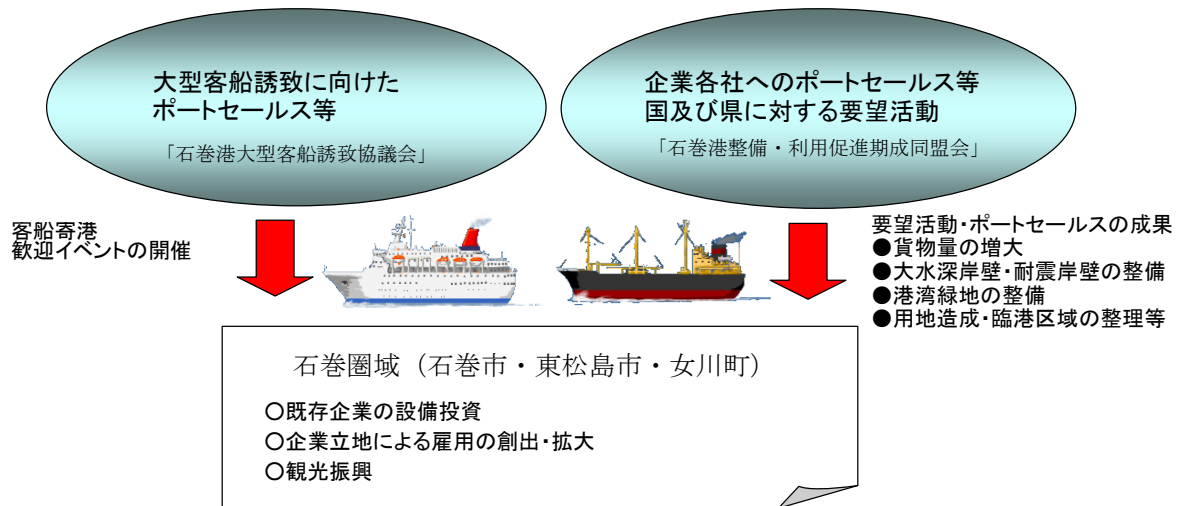 大型客船誘致に向けた
ポートセールス等
「石巻港大型客船誘致協議会」
企業各社へのポートセールス等
国及び県に対する要望活動
「石巻港整備・利用促進期成同盟会」
客船寄港
歓迎イベントの開催
要望活動・ポートセールスの成果
●貨物量の増大
●大水深岸壁・耐震岸壁の整備
●港湾緑地の整備
●用地造成・臨港区域の整理等
石巻圏域（石巻市・東松島市・女川町）
○既存企業の設備投資
○企業立地による雇用の創出・拡大
○観光振興